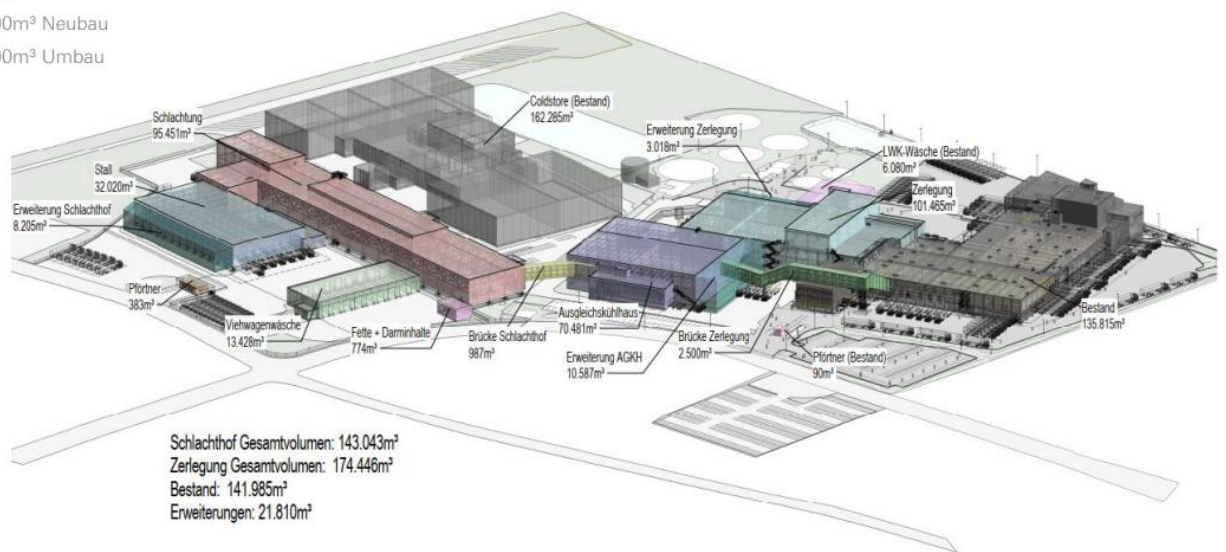 00m³ Neubau
00m³ Umbau
Schlachtung
95.451m³
Coldstore (Bestand)
162.285m³
Erweiterung Zerlegung
3.018m³
LWK-Wäsche (Bestand)
6.080m³
Stall
32.020m³
Zerlegung
101.465m³
Erweiterung Schlachthof
8.205m³
Pförtner
383m³
Viehwagenwäsche
13.428m³
Fette + Darminhalte
774m³
Brücke Schlachthof
987m³
Ausgleichskühlhaus
70.481m³
Erweiterung AGKH
10.587m³
Brücke Zerlegung
2.500m³
Pförtner (Bestand)
90m³
Bestand
135.815m³
Schlachthof Gesamtvolumen: 143.043m³
Zerlegung Gesamtvolumen: 174.446m³
Bestand: 141.985m³
Erweiterungen: 21.810m³